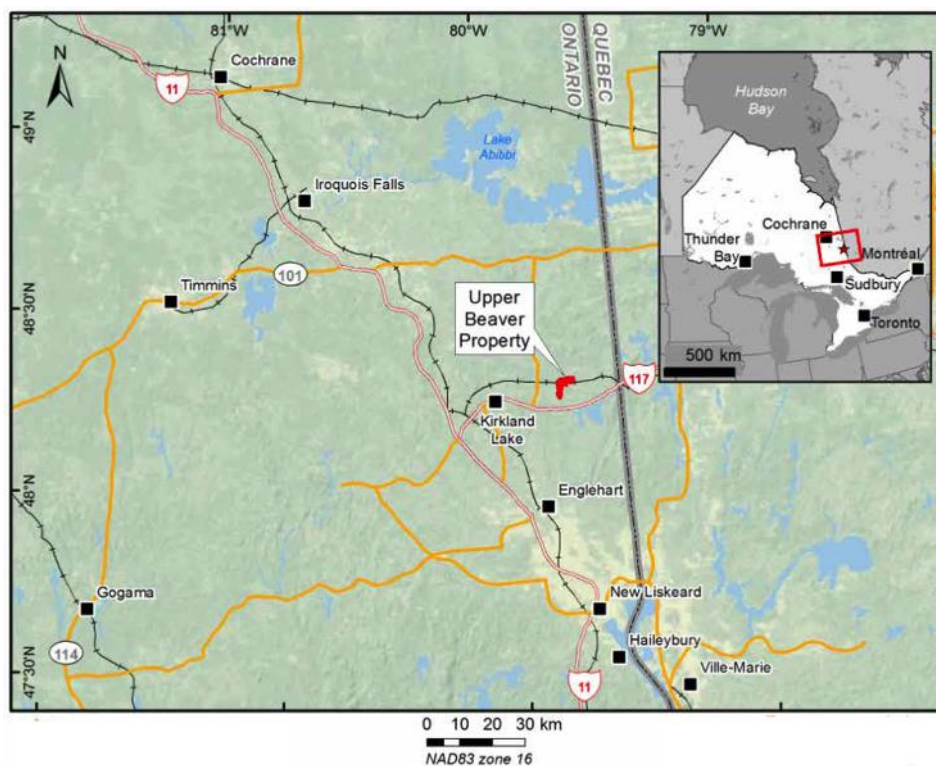 81°W
80°W
79°W
N
Cochrane
11
QUEBEC
ONTARIO
49°N
Lake
Abitibi
Iroquois Falls
101
Timmins
48°30'N
Upper
Beaver
Property
117
Kirkland
Lake
48°N
Englehart
Gogama
New Liskeard
Haileybury
114
47°30'N
11
Ville-Marie
Hudson
Bay
Cochrane
Thunder
Bay
Montréal
Sudbury
Toronto
500 km
0 10 20 30 km
NAD83 zone 16